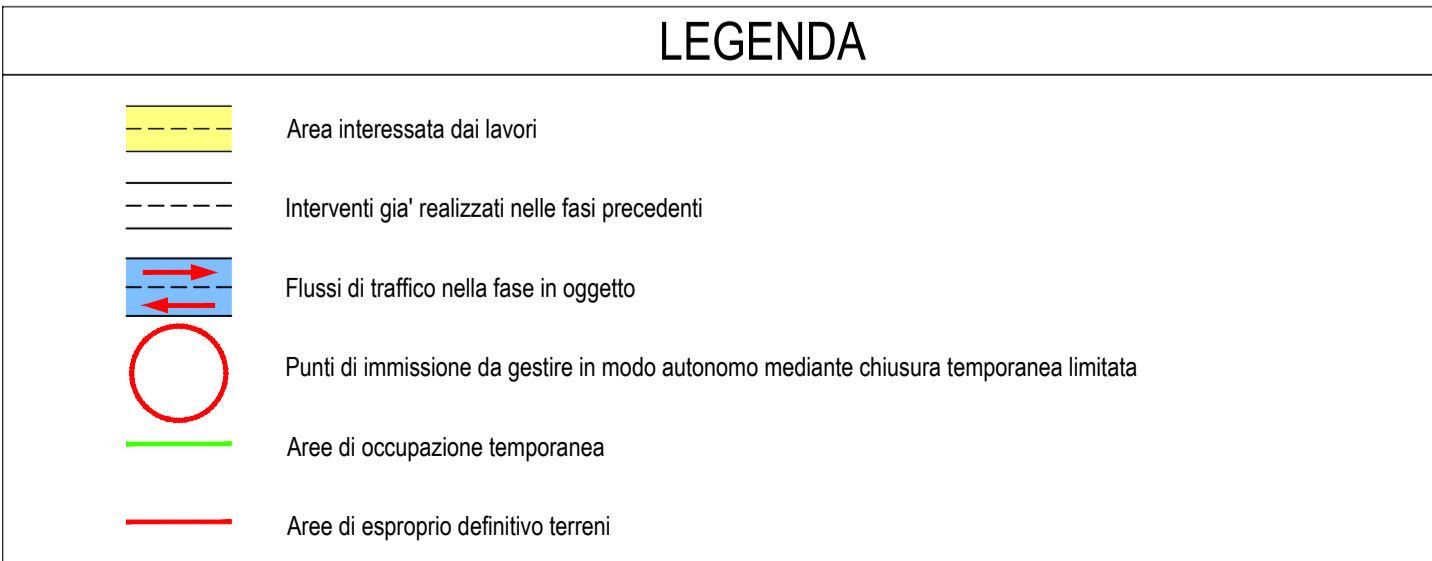 LEGENDA
Area interessata dai lavori
Interventi gia' realizzati nelle fasi precedenti
Flussi di traffico nella fase in oggetto
Punti di immissione da gestire in modo autonomo mediante chiusura temporanea limitata
Aree di occupazione temporanea
Aree di esproprio definitivo terreni